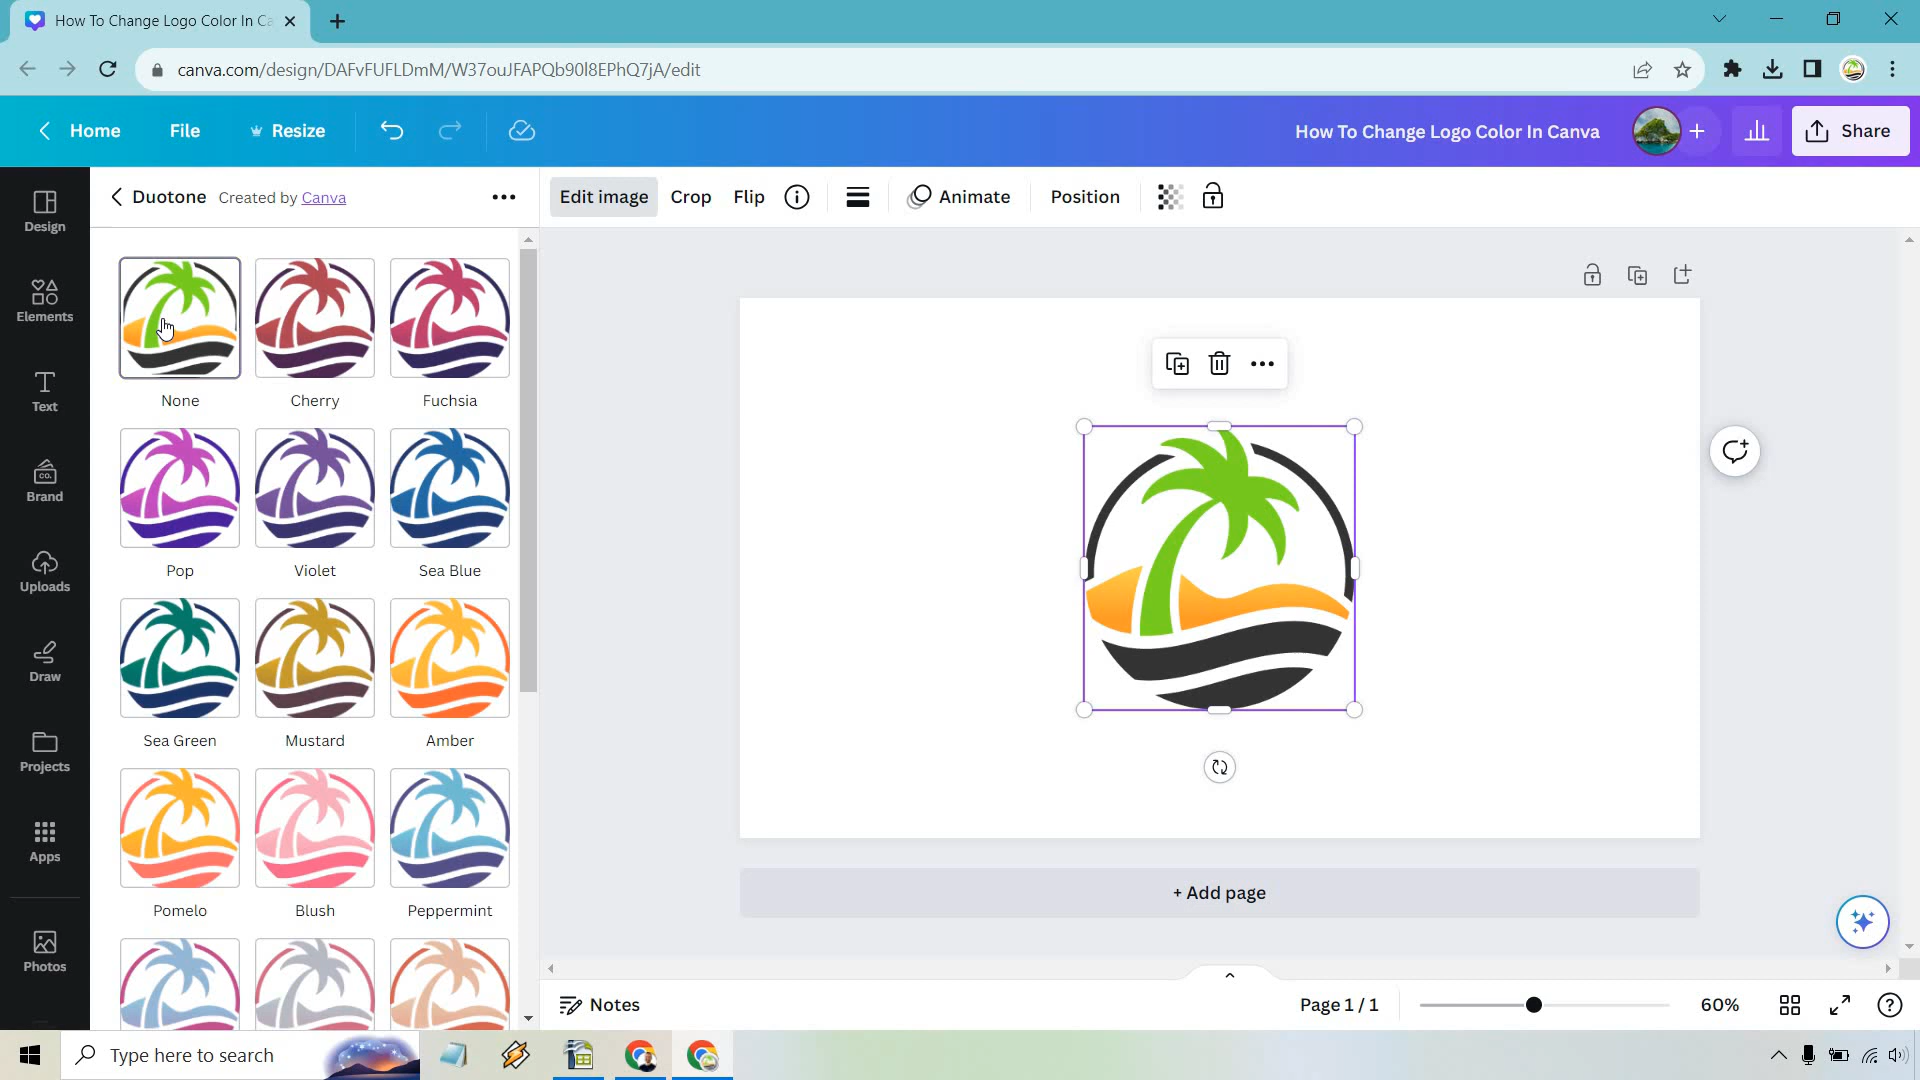 How To Change Logo Color In Ca
canva.com/design/DAFvFUFLDmM/W37ouJFAPQb90l8EPhQ7jA/edit
Home
File
Resize
How To Change Logo Color In Canva
Share
Design
Elements
Text
CO.
Brand
Uploads
Draw
Projects
Apps
Photos
Duotone Created by Canva
Edit image
Crop
Flip
Animate
Position
None
Cherry
Fuchsia
Pop
Violet
Sea Blue
Sea Green
Mustard
Amber
Pomelo
Blush
Peppermint
+ Add page
Notes
Page 1 / 1
60%
Type here to search